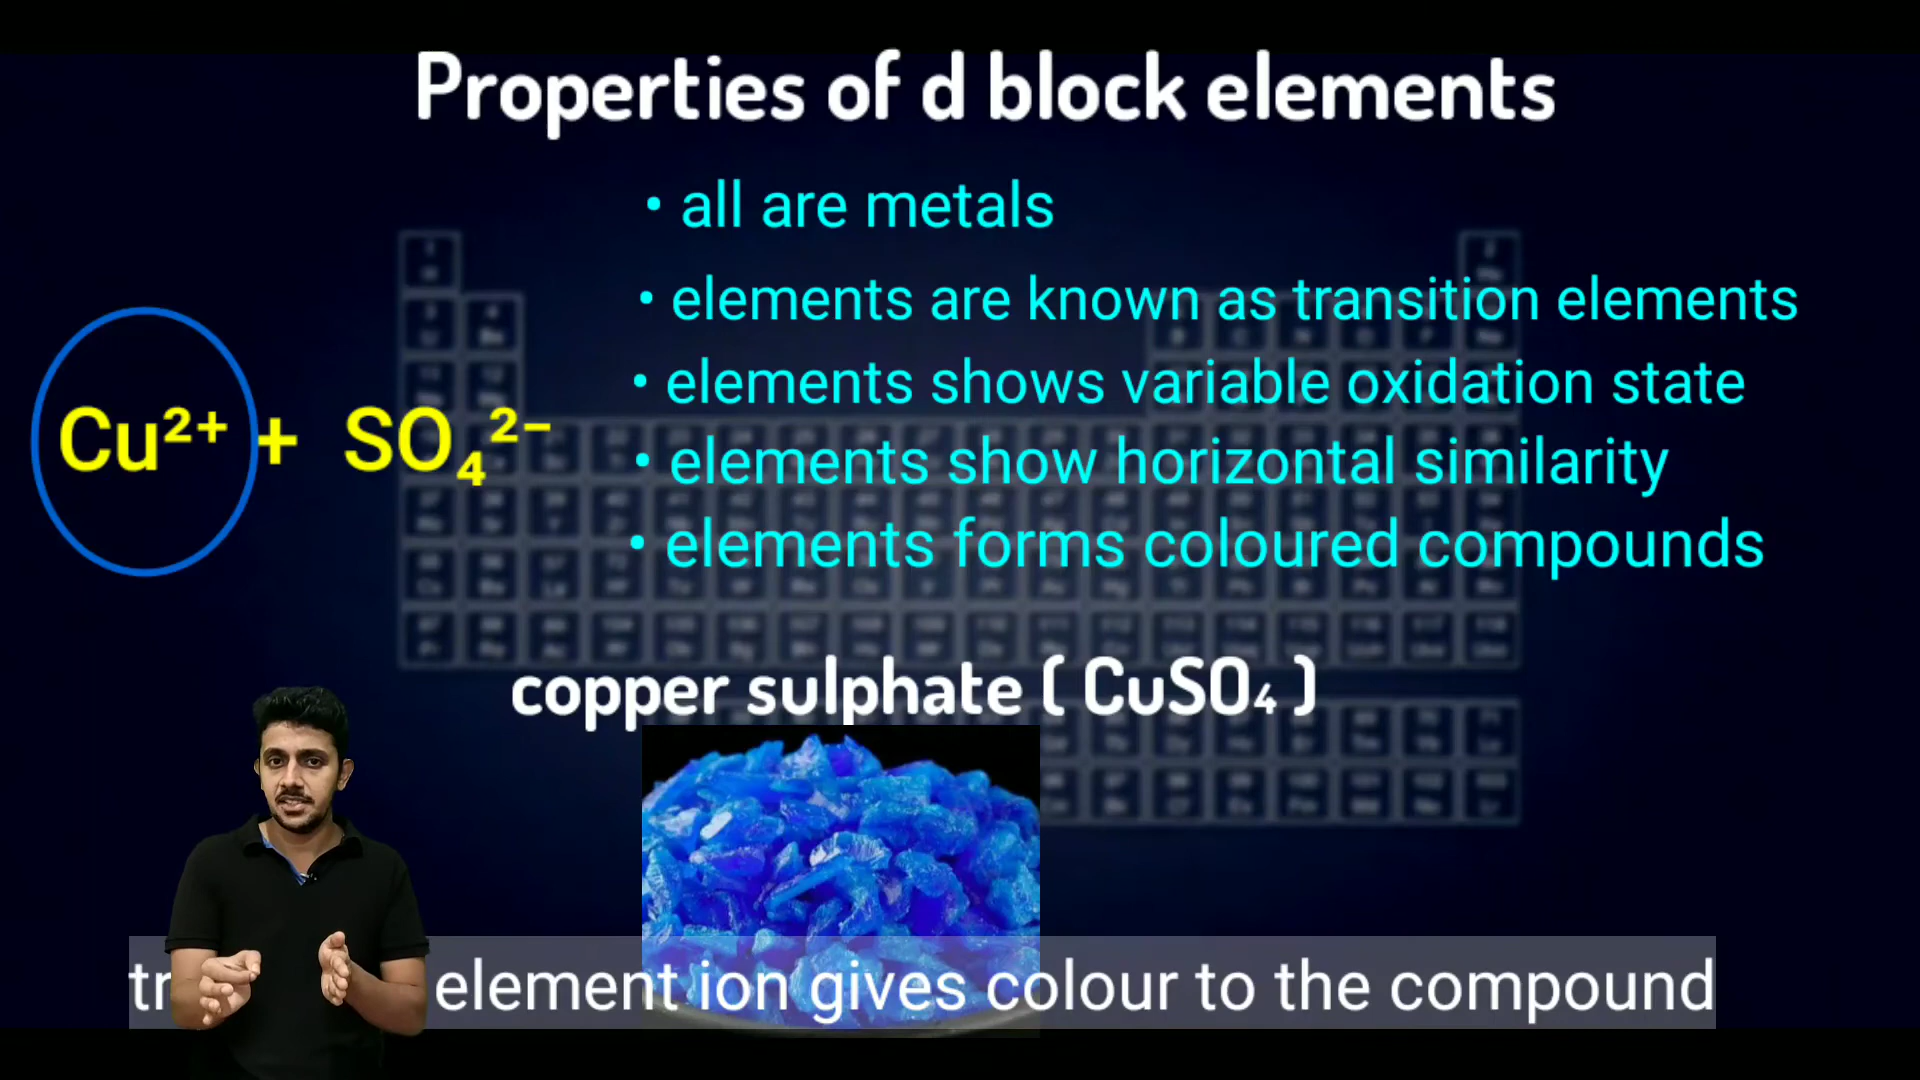 Properties of d block elements
• all are metals
• elements are known as transition elements
• elements shows variable oxidation state
• elements show horizontal similarity
• elements forms coloured compounds
Cu²⁺ + SO₄²⁻
copper sulphate ( CuSO₄ )
element ion gives colour to the compound